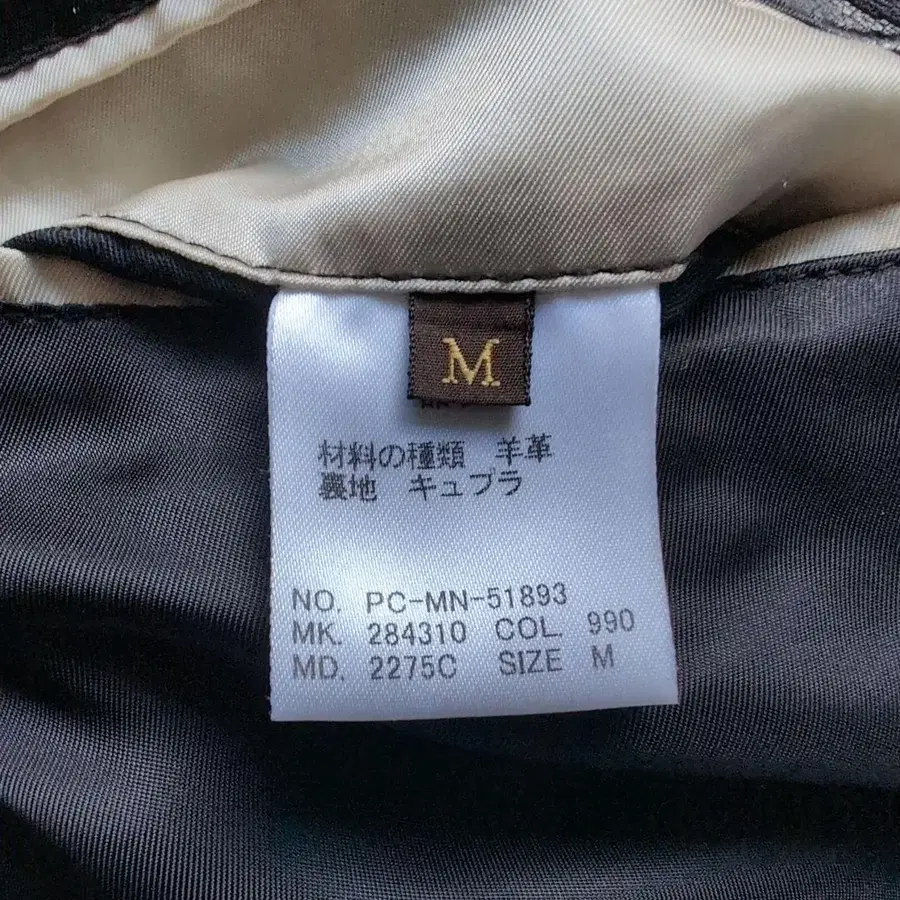 M
材料の種類 羊革
裏地 キュプラ
NO. PC-MN-51893
MK. 284310 COL. 990
MD. 2275C SIZE M